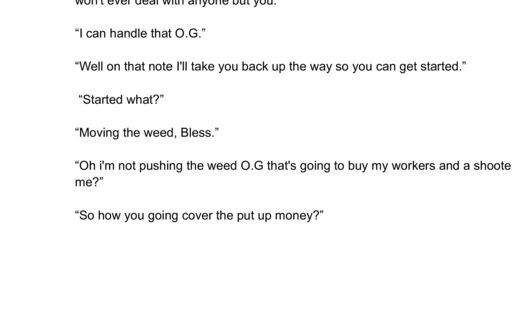 won't ever deal with anyone but you.
“I can handle that O.G.”
“Well on that note I'll take you back up the way so you can get started.”
“Started what?”
“Moving the weed, Bless.”
“Oh i'm not pushing the weed O.G that's going to buy my workers and a shoote
me?”
“So how you going cover the put up money?”